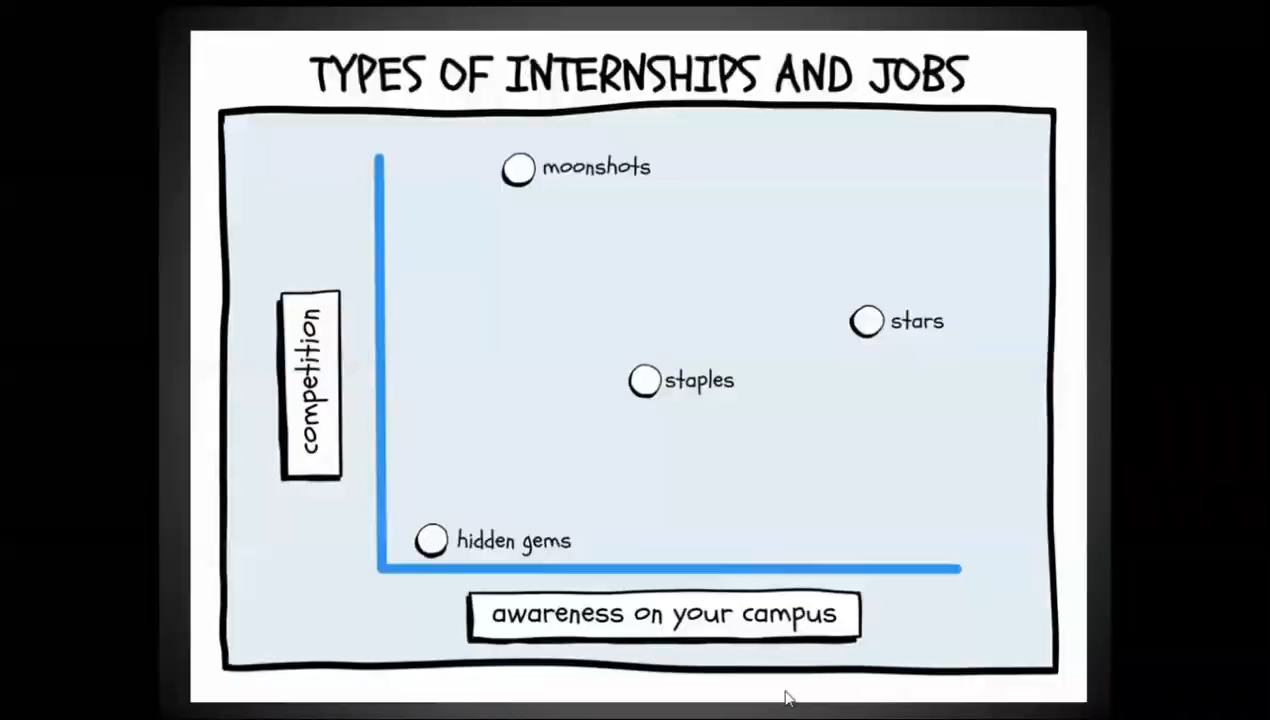 TYPES OF INTERNSHIPS AND JOBS
moonshots
stars
competition
staples
hidden gems
awareness on your campus